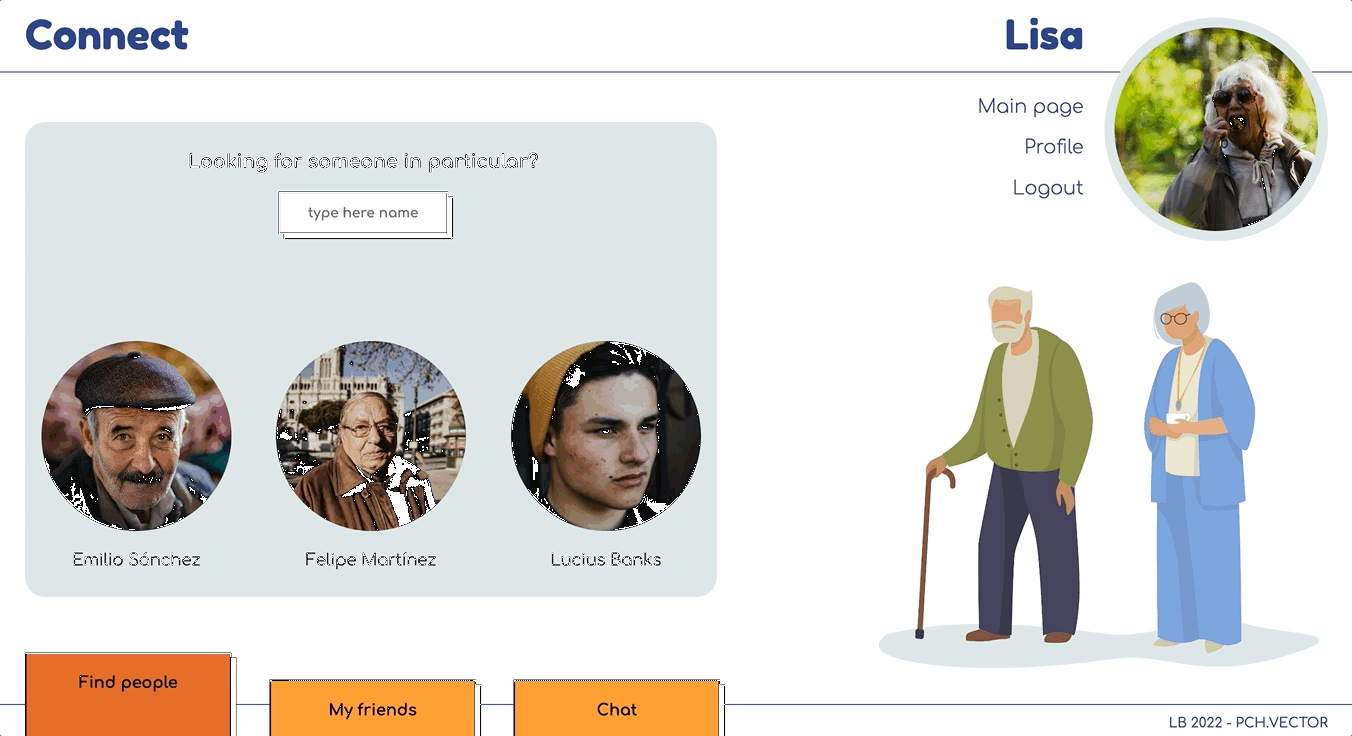 Connect
Lisa
Main page
Profile
Logout
Looking for someone in particular?
type here name
Emilio Sánchez
Felipe Martínez
Lucius Banks
Find people
My friends
Chat
LB 2022 - PCH.VECTOR